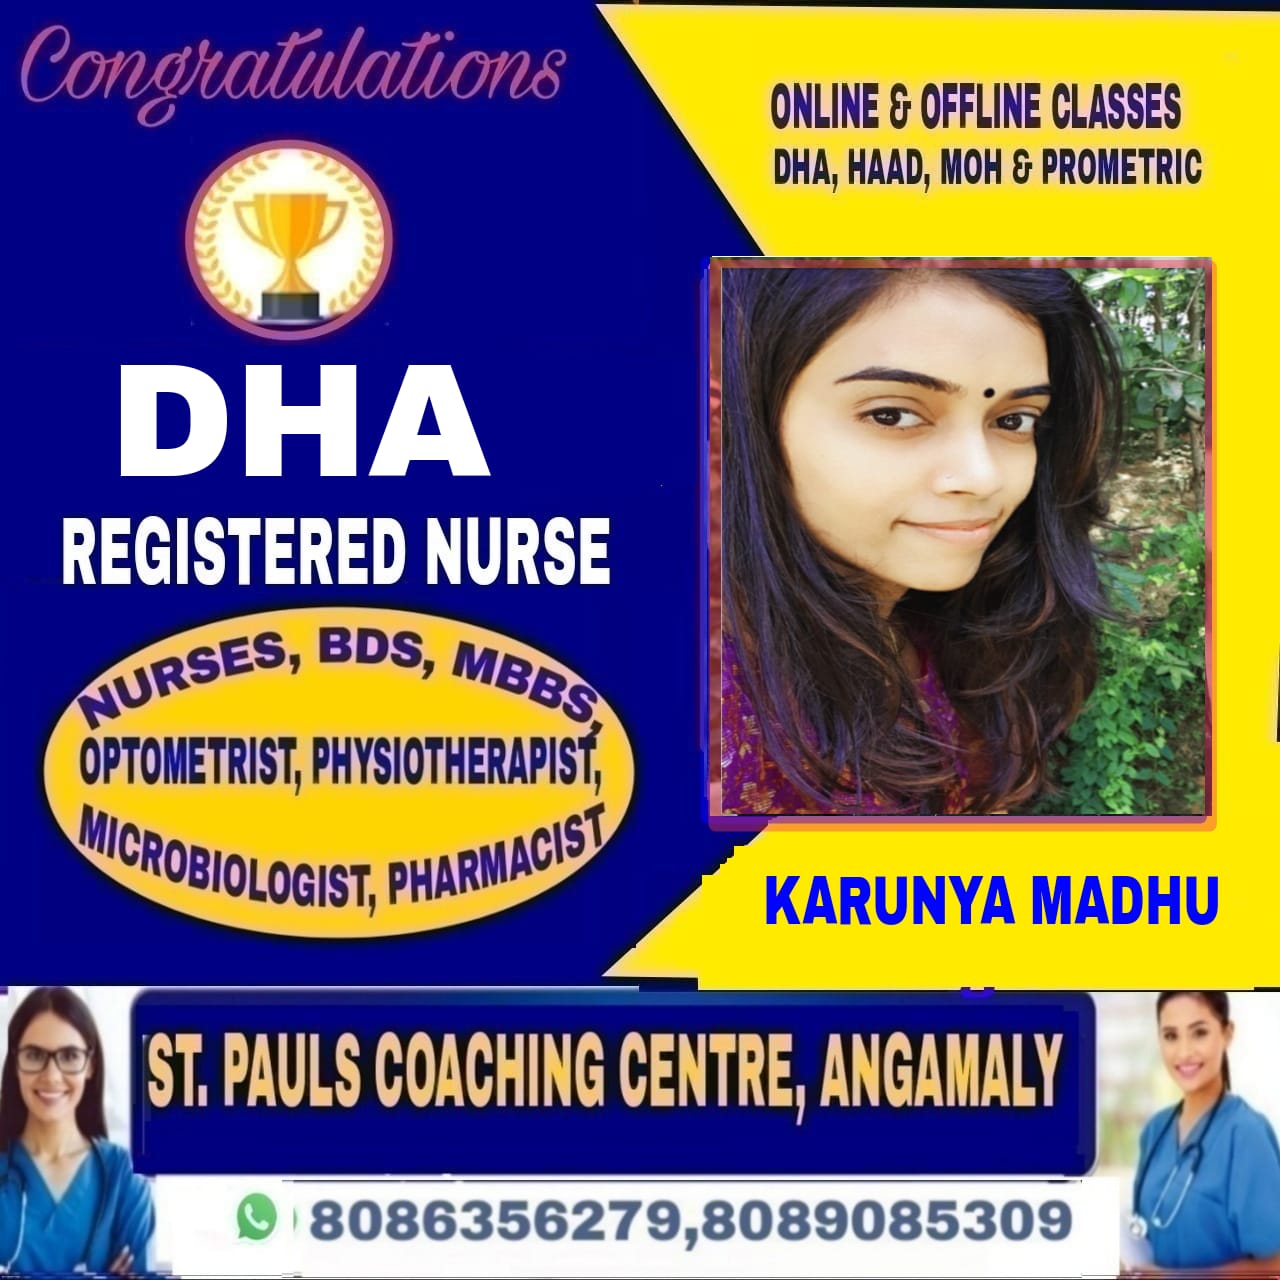 Congratulations
ONLINE & OFFLINE CLASSES
DHA, HAAD, MOH & PROMETRIC
DHA
REGISTERED NURSE
NURSES, BDS, MBBS,
OPTOMETRIST, PHYSIOTHERAPIST,
MICROBIOLOGIST, PHARMACIST
KARUNYA MADHU
ST. PAULS COACHING CENTRE, ANGAMALY
8086356279,8089085309